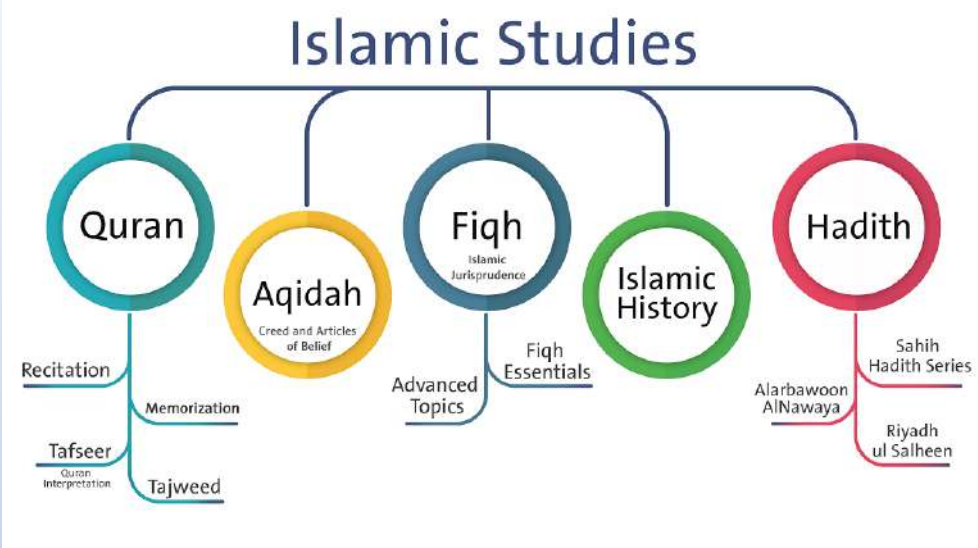 Islamic Studies
Quran
Recitation
Memorization
Tafseer
Quran
Interpretation
Tajweed
Aqidah
Creed and Articles
of Belief
Fiqh
Islamic
Jurisprudence
Fiqh
Essentials
Advanced
Topics
Islamic
History
Hadith
Sahih
Hadith Series
Alarbawoon
AlNawaya
Riyadh
ul Salheen